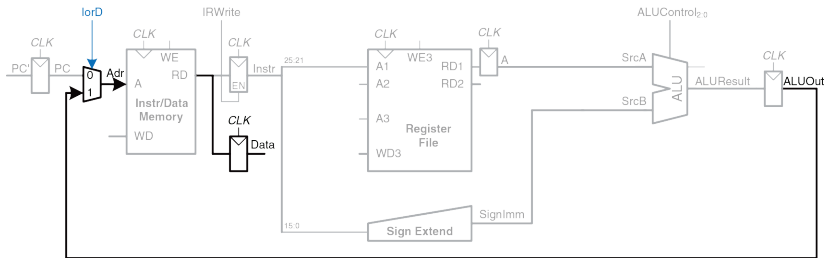 IorD
IRWrite
ALUControl2:0
CLK
CLK
CLK
CLK
CLK
CLK
PC'
PC
0
1
Adr
WE
A
RD
Instr/Data
Memory
WD
EN
Instr
CLK
Data
25:21
15:0
WE3
A1
A2
A3
WD3
RD1
RD2
Register
File
A
Sign Extend
SignImm
SrcA
SrcB
ALU
ALUResult
ALUOut